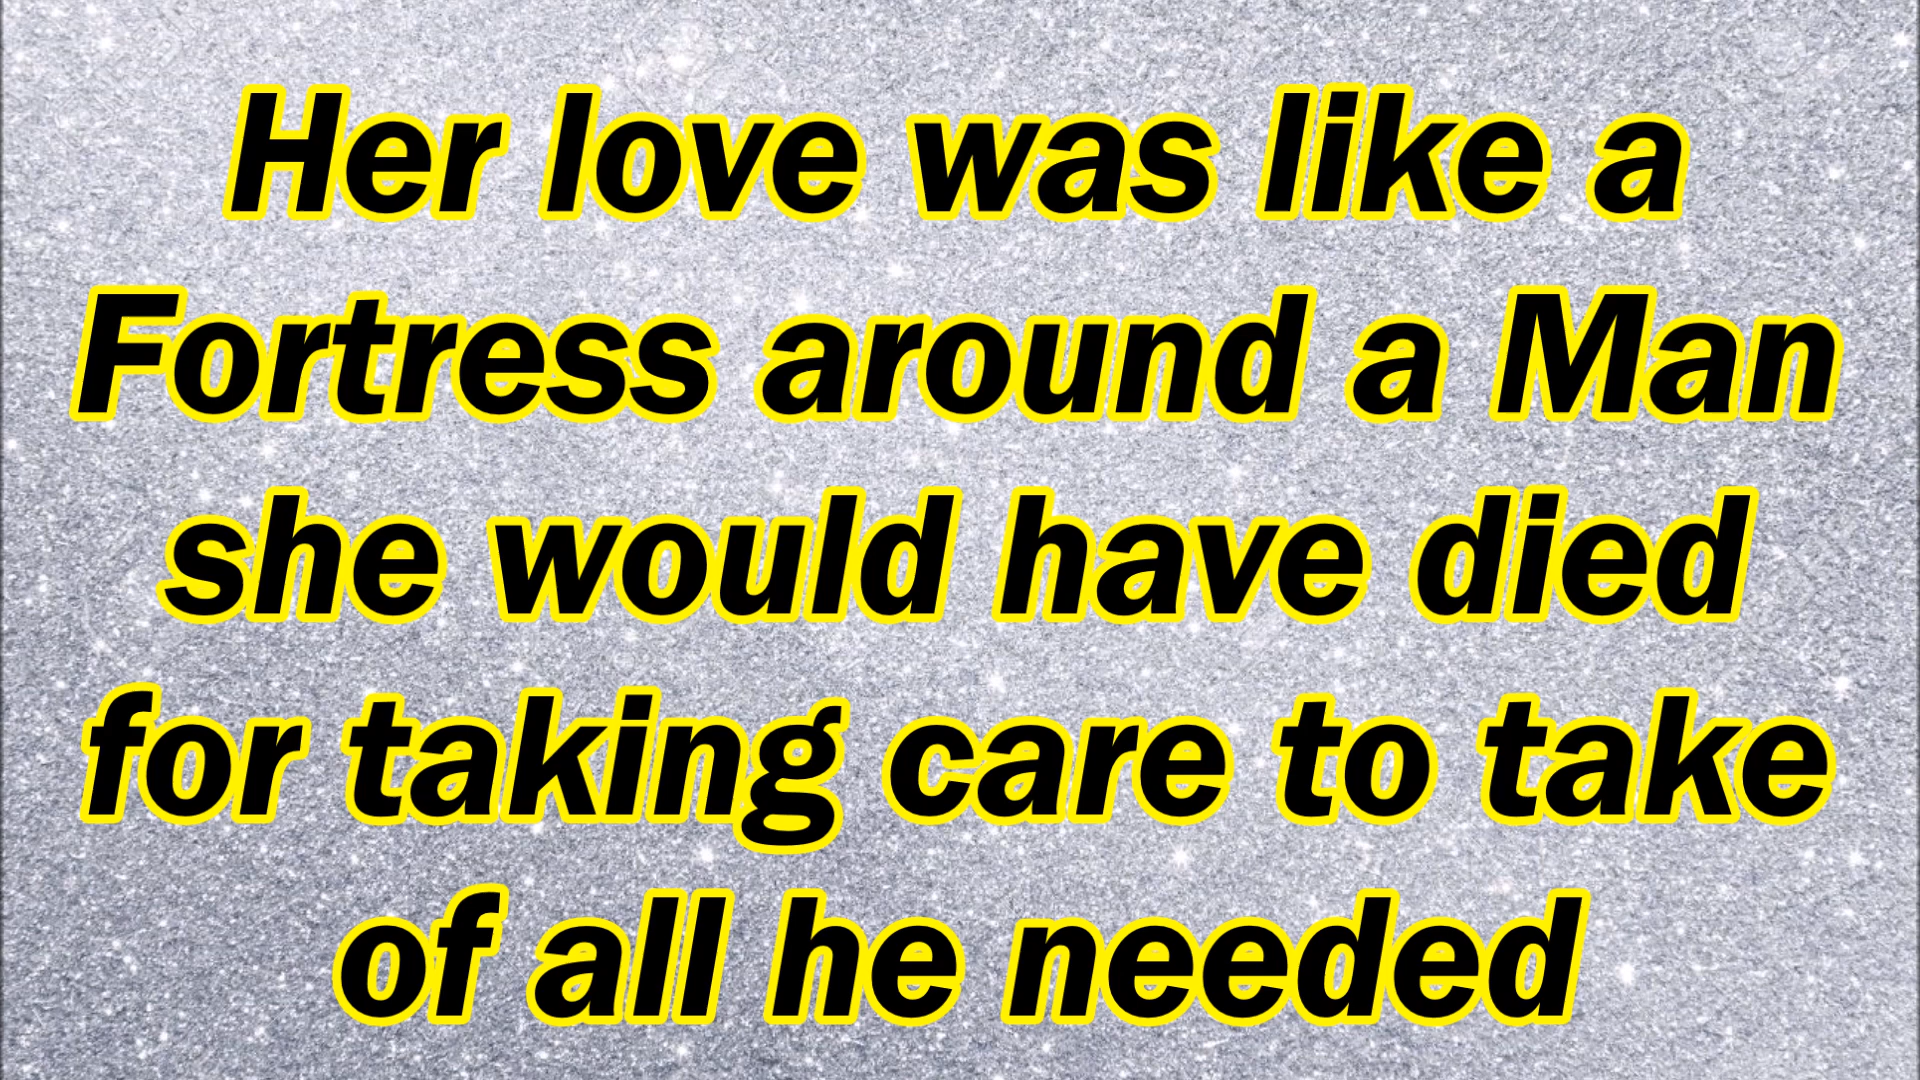 Her love was like a
Fortress around a Man
she would have died
for taking care to take
of all he needed